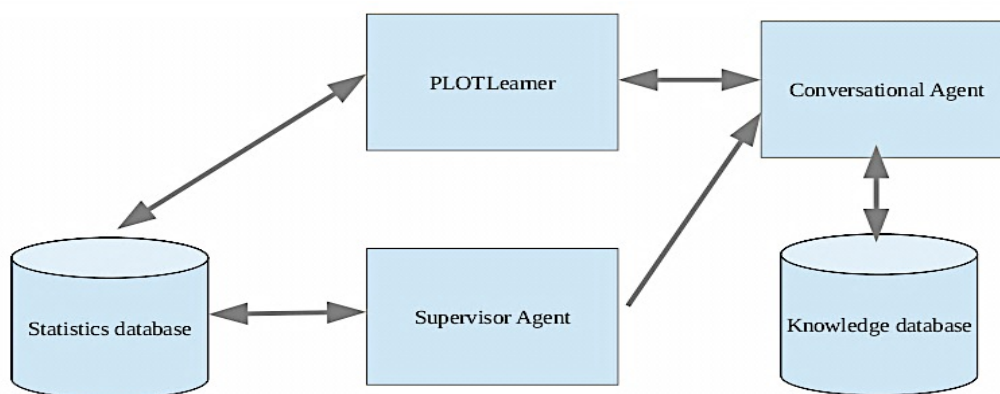 PLOTLearner
Conversational Agent
Statistics database
Supervisor Agent
Knowledge database